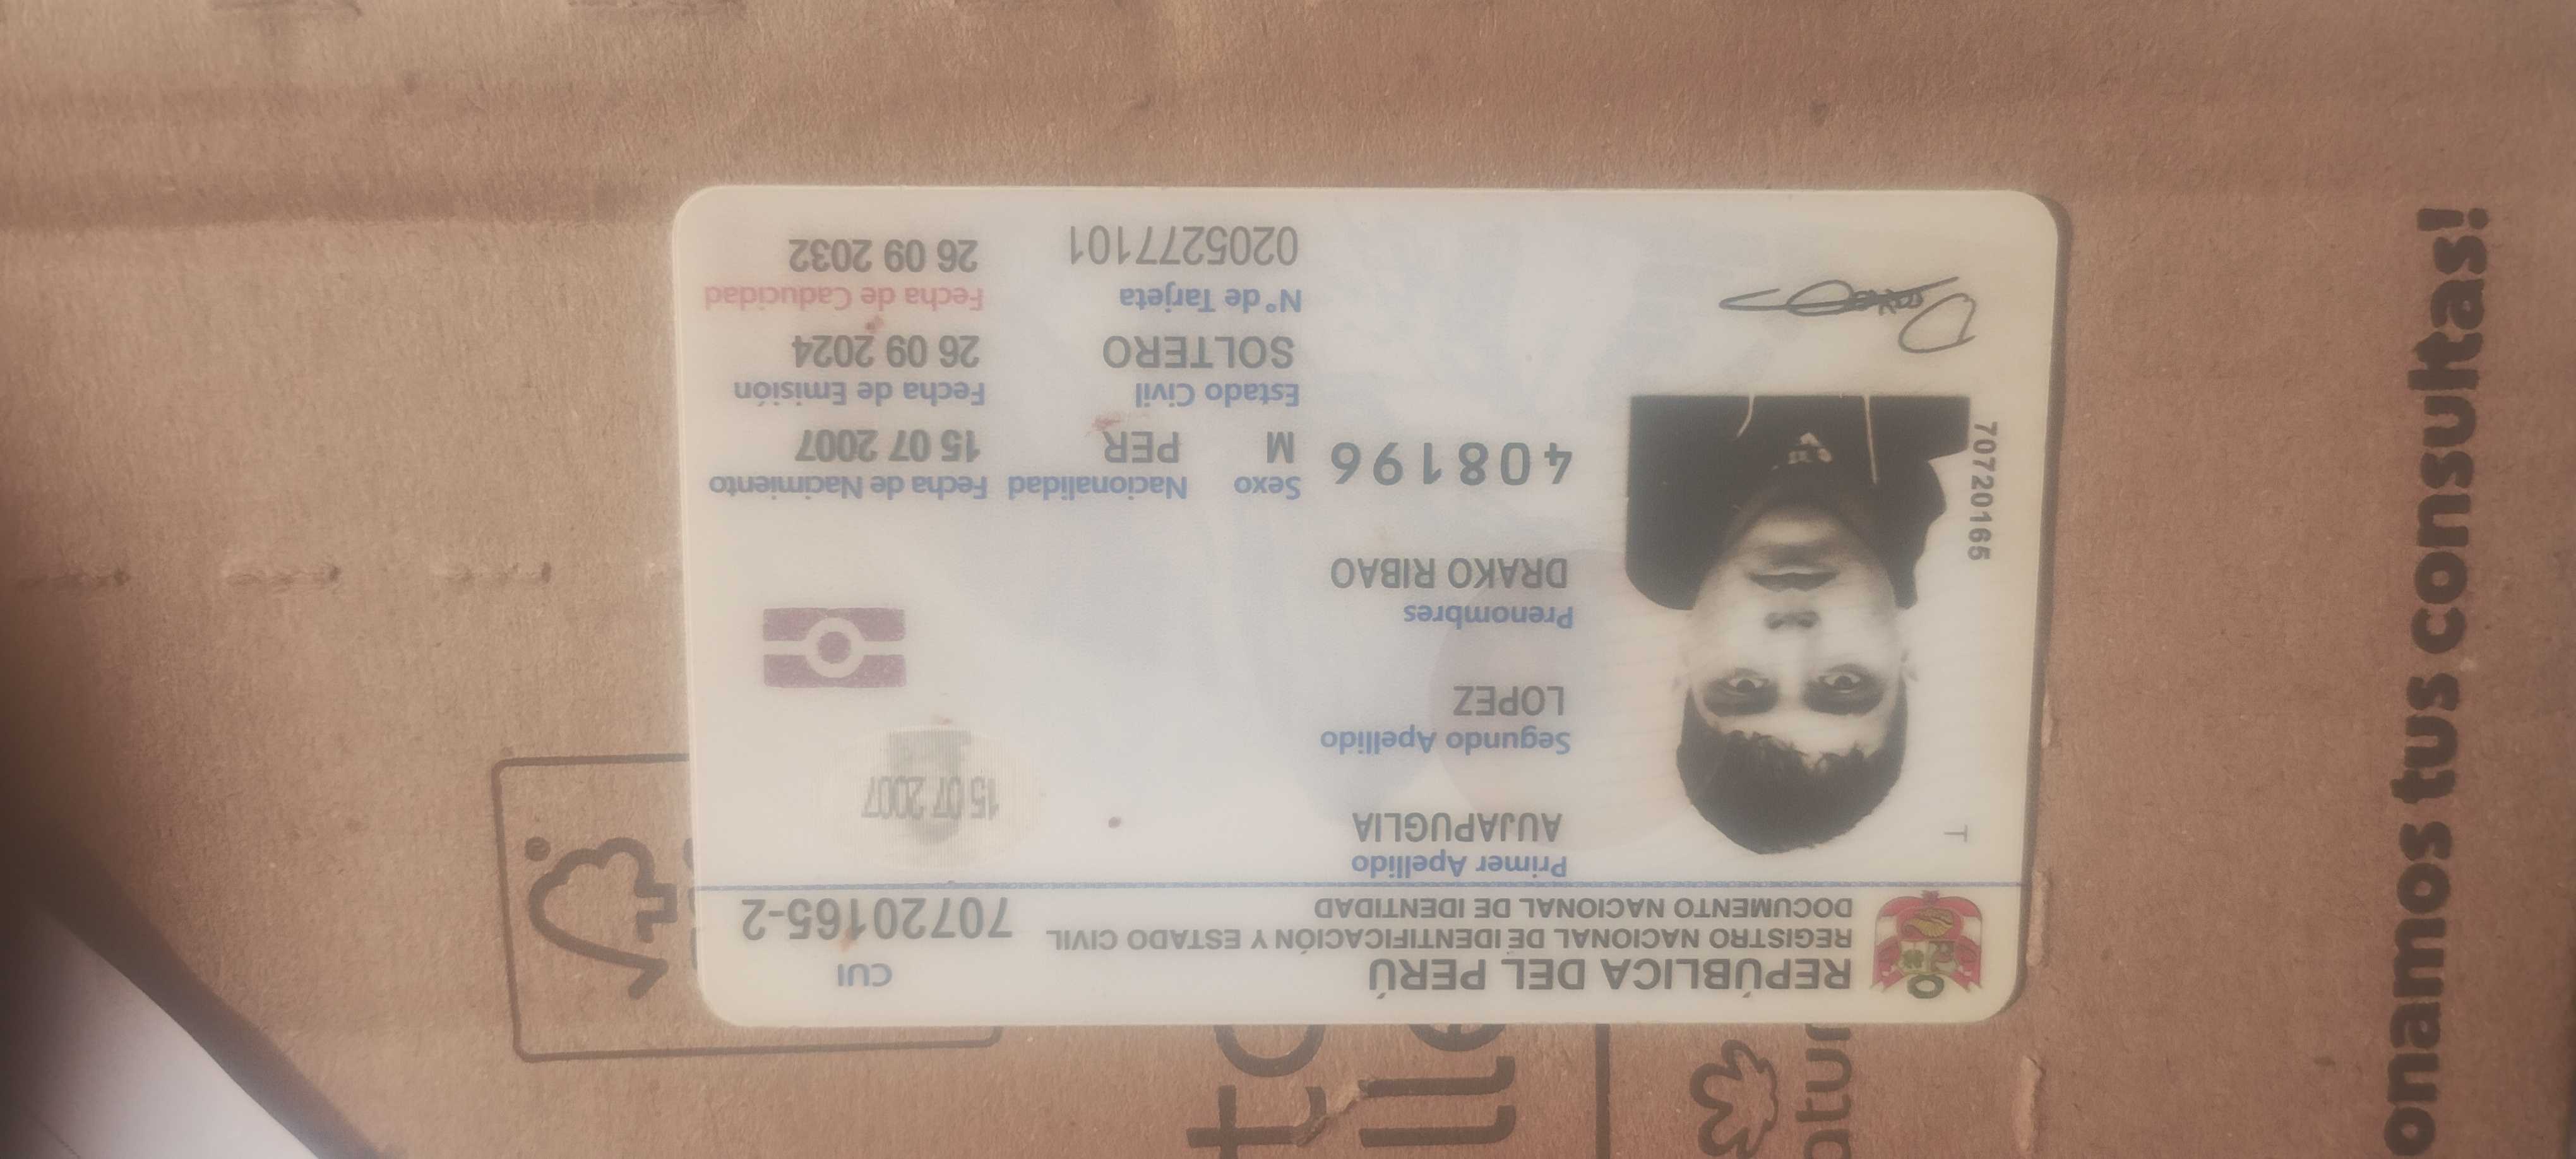 REPÚBLICA DEL PERÚ
REGISTRO NACIONAL DE IDENTIFICACIÓN Y ESTADO CIVIL
DOCUMENTO NACIONAL DE IDENTIDAD
CUI
70720165-2
Primer Apellido
AUJAPUGLIA
Segundo Apellido
LOPEZ
Prenombres
DRAKO RIBAO
T
70720165
15 07 2007
408196
Sexo Nacionalidad Fecha de Nacimiento
M PER 15 07 2007
Estado Civil Fecha de Emisión
SOLTERO 26 09 2024
N° de Tarjeta Fecha de Caducidad
0205277101 26 09 2032
tus consultas!